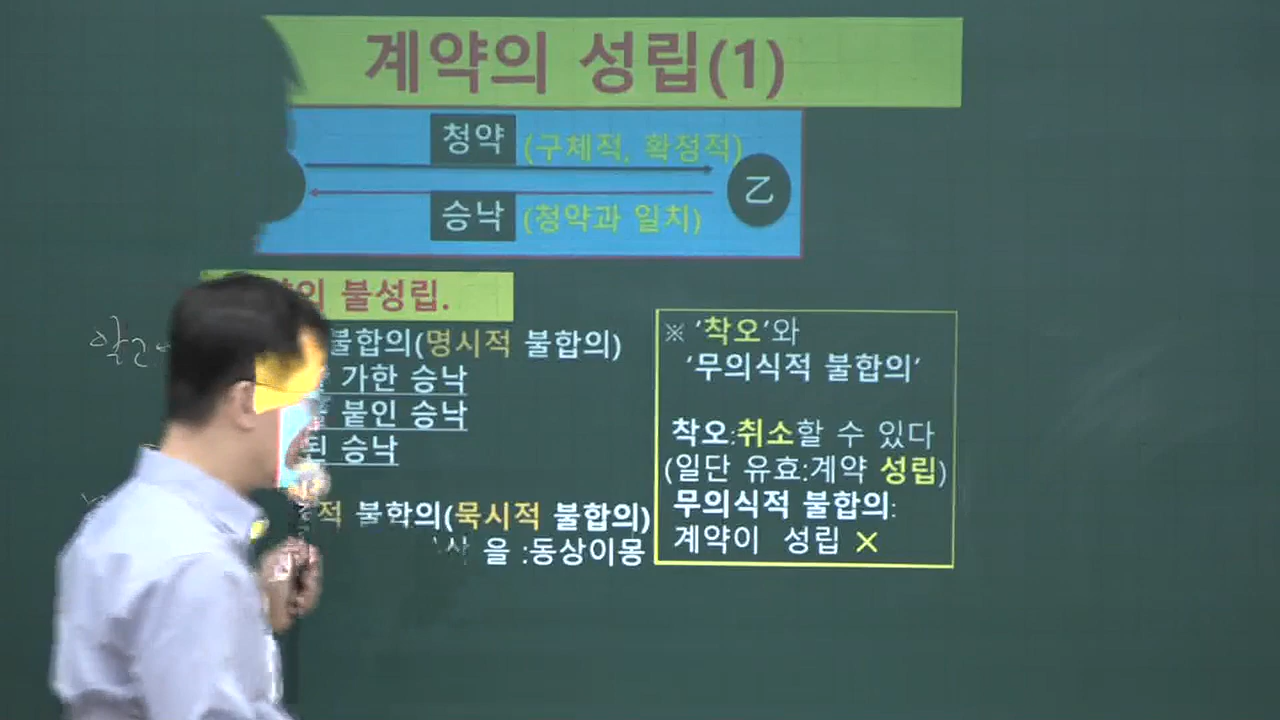 계약의 성립(1)
청약 (구체적, 확정적)
乙
승낙 (청약과 일치)
의 불성립.
불합의(명시적 불합의)
가한 승낙
붙인 승낙
된 승낙
적 불합의(묵시적 불합의)
을 :동상이몽
※ '착오'와
'무의식적 불합의'
착오:취소할 수 있다
(일단 유효:계약 성립)
무의식적 불합의:
계약이 성립 ×